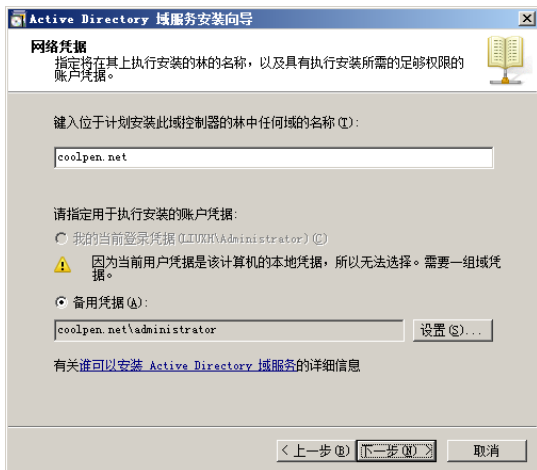 Active Directory 域服务安装向导
网络凭据
指定将在其上执行安装的林的名称，以及具有执行安装所需的足够权限的
账户凭据。
键入位于计划安装此域控制器的林中任何域的名称(T):
coolpen.net
请指定用于执行安装的账户凭据:
我的当前登录凭据(LIUXH\Administrator)(C)
因为当前用户凭据是该计算机的本地凭据，所以无法选择。需要一组域凭
据。
备用凭据(A):
coolpen.net\administrator
设置(S)...
有关谁可以安装 Active Directory 域服务的详细信息
< 上一步(B) 下一步(N) > 取消